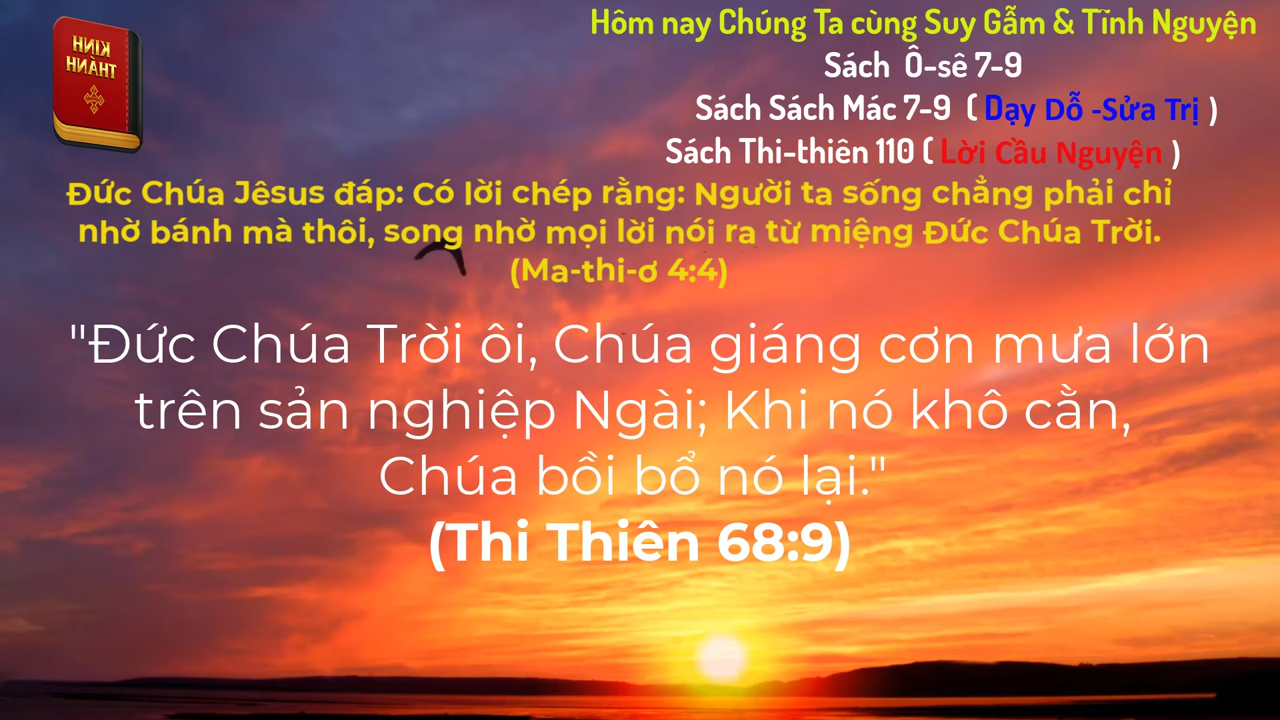 KINH
THÁNH
Hôm nay Chúng Ta cùng Suy Gẫm & Tĩnh Nguyện
Sách Ô-sê 7-9
Sách Sách Mác 7-9 ( Dạy Dỗ -Sửa Trị )
Sách Thi-thiên 110 ( Lời Cầu Nguyện )
Đức Chúa Jêsus đáp: Có lời chép rằng: Người ta sống chẳng phải chỉ
nhờ bánh mà thôi, song nhờ mọi lời nói ra từ miệng Đức Chúa Trời.
(Ma-thi-ơ 4:4)
"Đức Chúa Trời ôi, Chúa giáng cơn mưa lớn
trên sản nghiệp Ngài; Khi nó khô cằn,
Chúa bồi bổ nó lại."
(Thi Thiên 68:9)